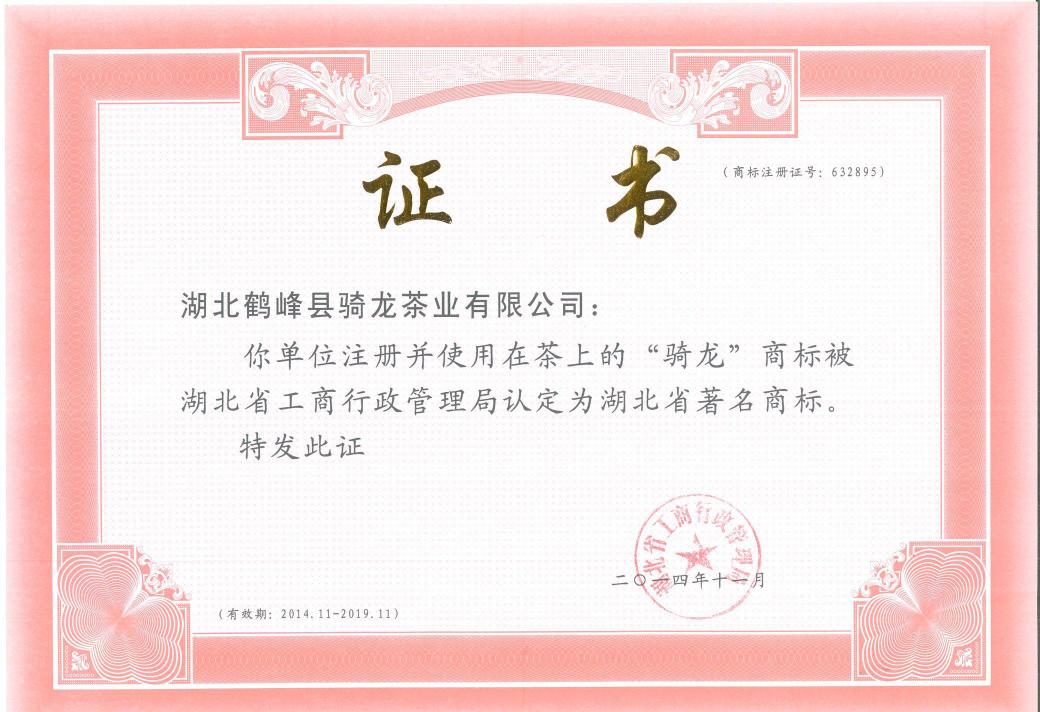 证书
(商标注册证号: 632895)
湖北鹤峰县骑龙茶业有限公司:
你单位注册并使用在茶上的“骑龙”商标被
湖北省工商行政管理局认定为湖北省著名商标。
特发此证
湖北省工商行政管理局
二〇一四年十一月
(有效期: 2014.11-2019.11)